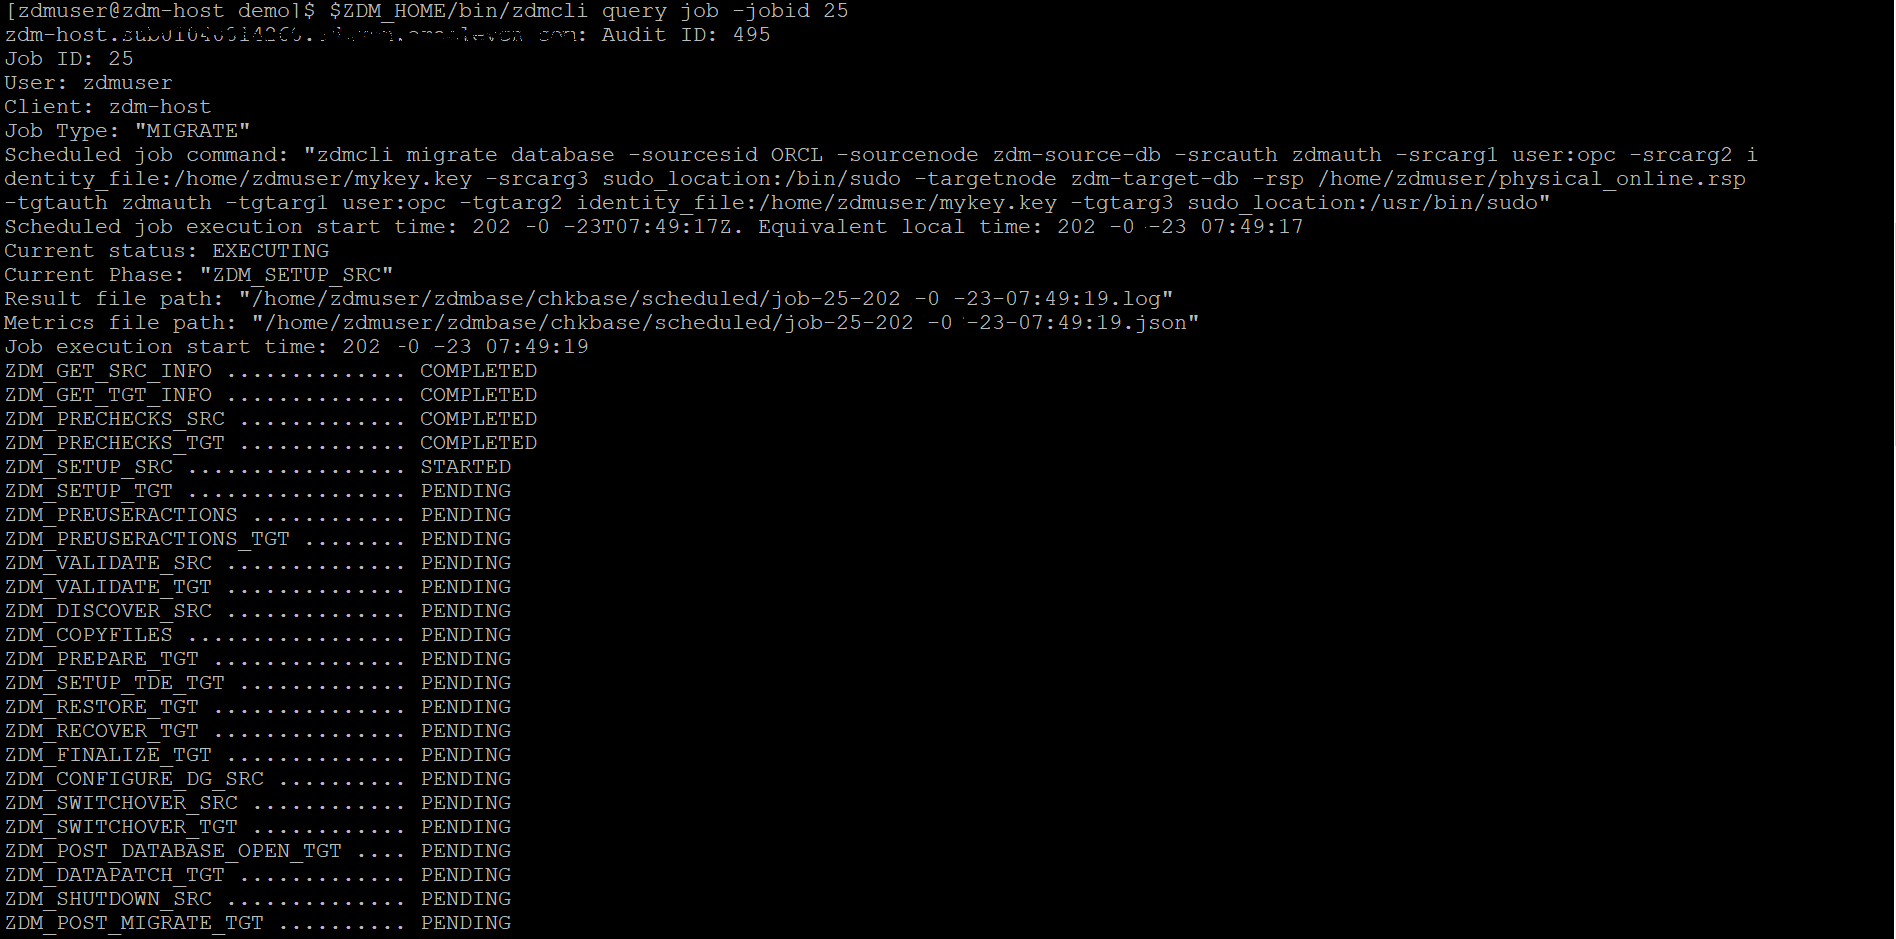 [zdmuser@zdm-host demo]$ $ZDM_HOME/bin/zdmcli query job -jobid 25
Audit ID: 495
Job ID: 25
User: zdmuser
Client: zdm-host
Job Type: "MIGRATE"
Scheduled job command: "zdmcli migrate database -sourcesid ORCL -sourcenode zdm-source-db -srcauth zdmauth -srcarg1 user:opc -srcarg2 i
dentity_file:/home/zdmuser/mykey.key -srcarg3 sudo_location:/bin/sudo -targetnode zdm-target-db -rsp /home/zdmuser/physical_online.rsp
-tgtauth zdmauth -tgtarg1 user:opc -tgtarg2 identity_file:/home/zdmuser/mykey.key -tgtarg3 sudo_location:/usr/bin/sudo"
Scheduled job execution start time: 202 -0 -23T07:49:17Z. Equivalent local time: 202 -0 -23 07:49:17
Current status: EXECUTING
Current Phase: "ZDM_SETUP_SRC"
Result file path: "/home/zdmuser/zdmbase/chkbase/scheduled/job-25-202 -0 -23-07:49:19.log"
Metrics file path: "/home/zdmuser/zdmbase/chkbase/scheduled/job-25-202 -0 -23-07:49:19.json"
Job execution start time: 202 -0 -23 07:49:19
ZDM_GET_SRC_INFO .............. COMPLETED
ZDM_GET_TGT_INFO .............. COMPLETED
ZDM_PRECHECKS_SRC ............. COMPLETED
ZDM_PRECHECKS_TGT ............. COMPLETED
ZDM_SETUP_SRC ................. STARTED
ZDM_SETUP_TGT ................. PENDING
ZDM_PREUSERACTIONS ............ PENDING
ZDM_PREUSERACTIONS_TGT ........ PENDING
ZDM_VALIDATE_SRC .............. PENDING
ZDM_VALIDATE_TGT .............. PENDING
ZDM_DISCOVER_SRC .............. PENDING
ZDM_COPYFILES ................. PENDING
ZDM_PREPARE_TGT ............... PENDING
ZDM_SETUP_TDE_TGT ............. PENDING
ZDM_RESTORE_TGT ............... PENDING
ZDM_RECOVER_TGT ............... PENDING
ZDM_FINALIZE_TGT .............. PENDING
ZDM_CONFIGURE_DG_SRC .......... PENDING
ZDM_SWITCHOVER_SRC ............ PENDING
ZDM_SWITCHOVER_TGT ............ PENDING
ZDM_POST_DATABASE_OPEN_TGT .... PENDING
ZDM_DATAPATCH_TGT ............. PENDING
ZDM_SHUTDOWN_SRC .............. PENDING
ZDM_POST_MIGRATE_TGT .......... PENDING